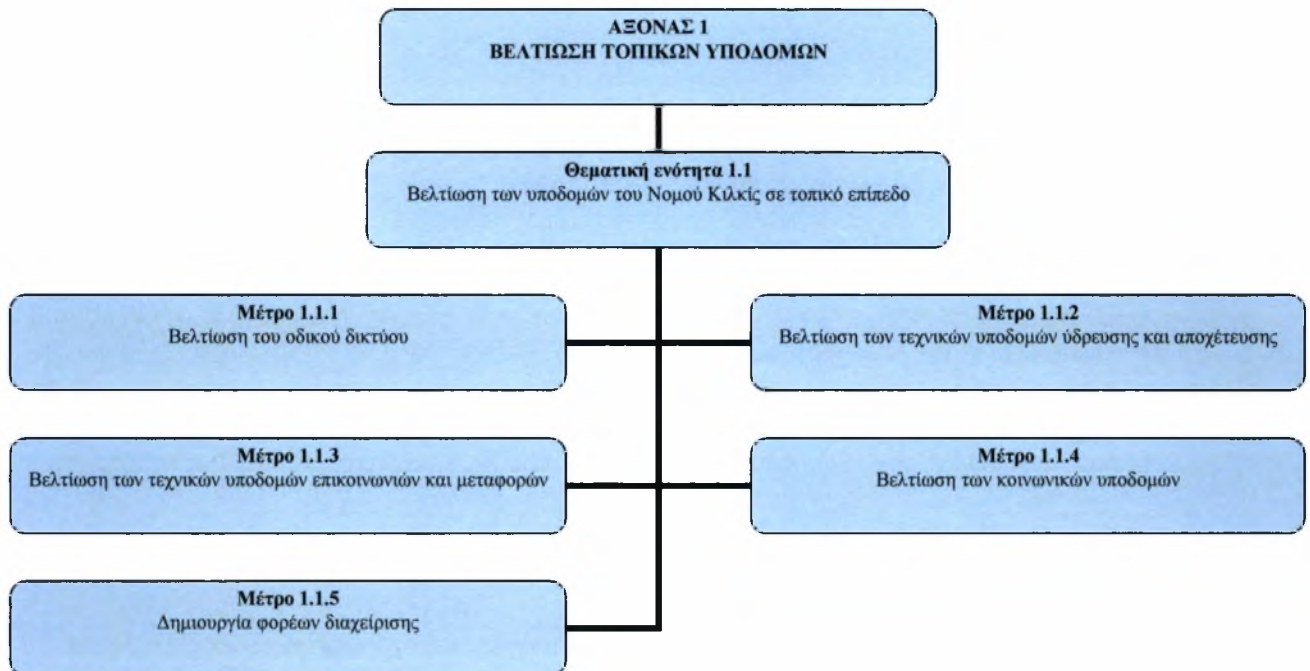 ΑΞΟΝΑΣ 1
ΒΕΛΤΙΩΣΗ ΤΟΠΙΚΩΝ ΥΠΟΔΟΜΩΝ
Θεματική ενότητα 1.1
Βελτίωση των υποδομών του Νομού Κιλκίς σε τοπικό επίπεδο
Μέτρο 1.1.1
Βελτίωση του οδικού δικτύου
Μέτρο 1.1.2
Βελτίωση των τεχνικών υποδομών ύδρευσης και αποχέτευσης
Μέτρο 1.1.3
Βελτίωση των τεχνικών υποδομών επικοινωνιών και μεταφορών
Μέτρο 1.1.4
Βελτίωση των κοινωνικών υποδομών
Μέτρο 1.1.5
Δημιουργία φορέων διαχείρισης